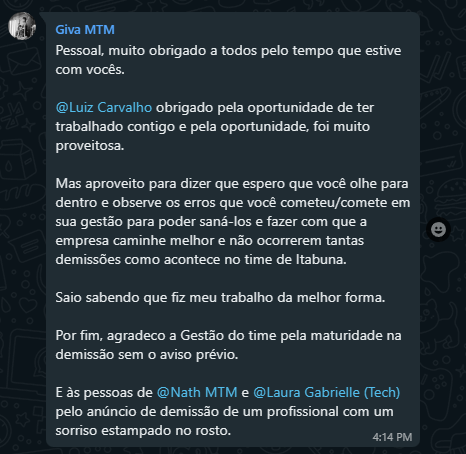 Giva MTM
Pessoal, muito obrigado a todos pelo tempo que estive
com vocês.
@Luiz Carvalho obrigado pela oportunidade de ter
trabalhado contigo e pela oportunidade, foi muito
proveitosa.
Mas aproveito para dizer que espero que você olhe para
dentro e observe os erros que você cometeu/comete em
sua gestão para poder saná-los e fazer com que a
empresa caminhe melhor e não ocorrerem tantas
demissões como acontece no time de Itabuna.
Saio sabendo que fiz meu trabalho da melhor forma.
Por fim, agradeco a Gestão do time pela maturidade na
demissão sem o aviso prévio.
E às pessoas de @Nath MTM e @Laura Gabrielle (Tech)
pelo anúncio de demissão de um profissional com um
sorriso estampado no rosto.
4:14 PM